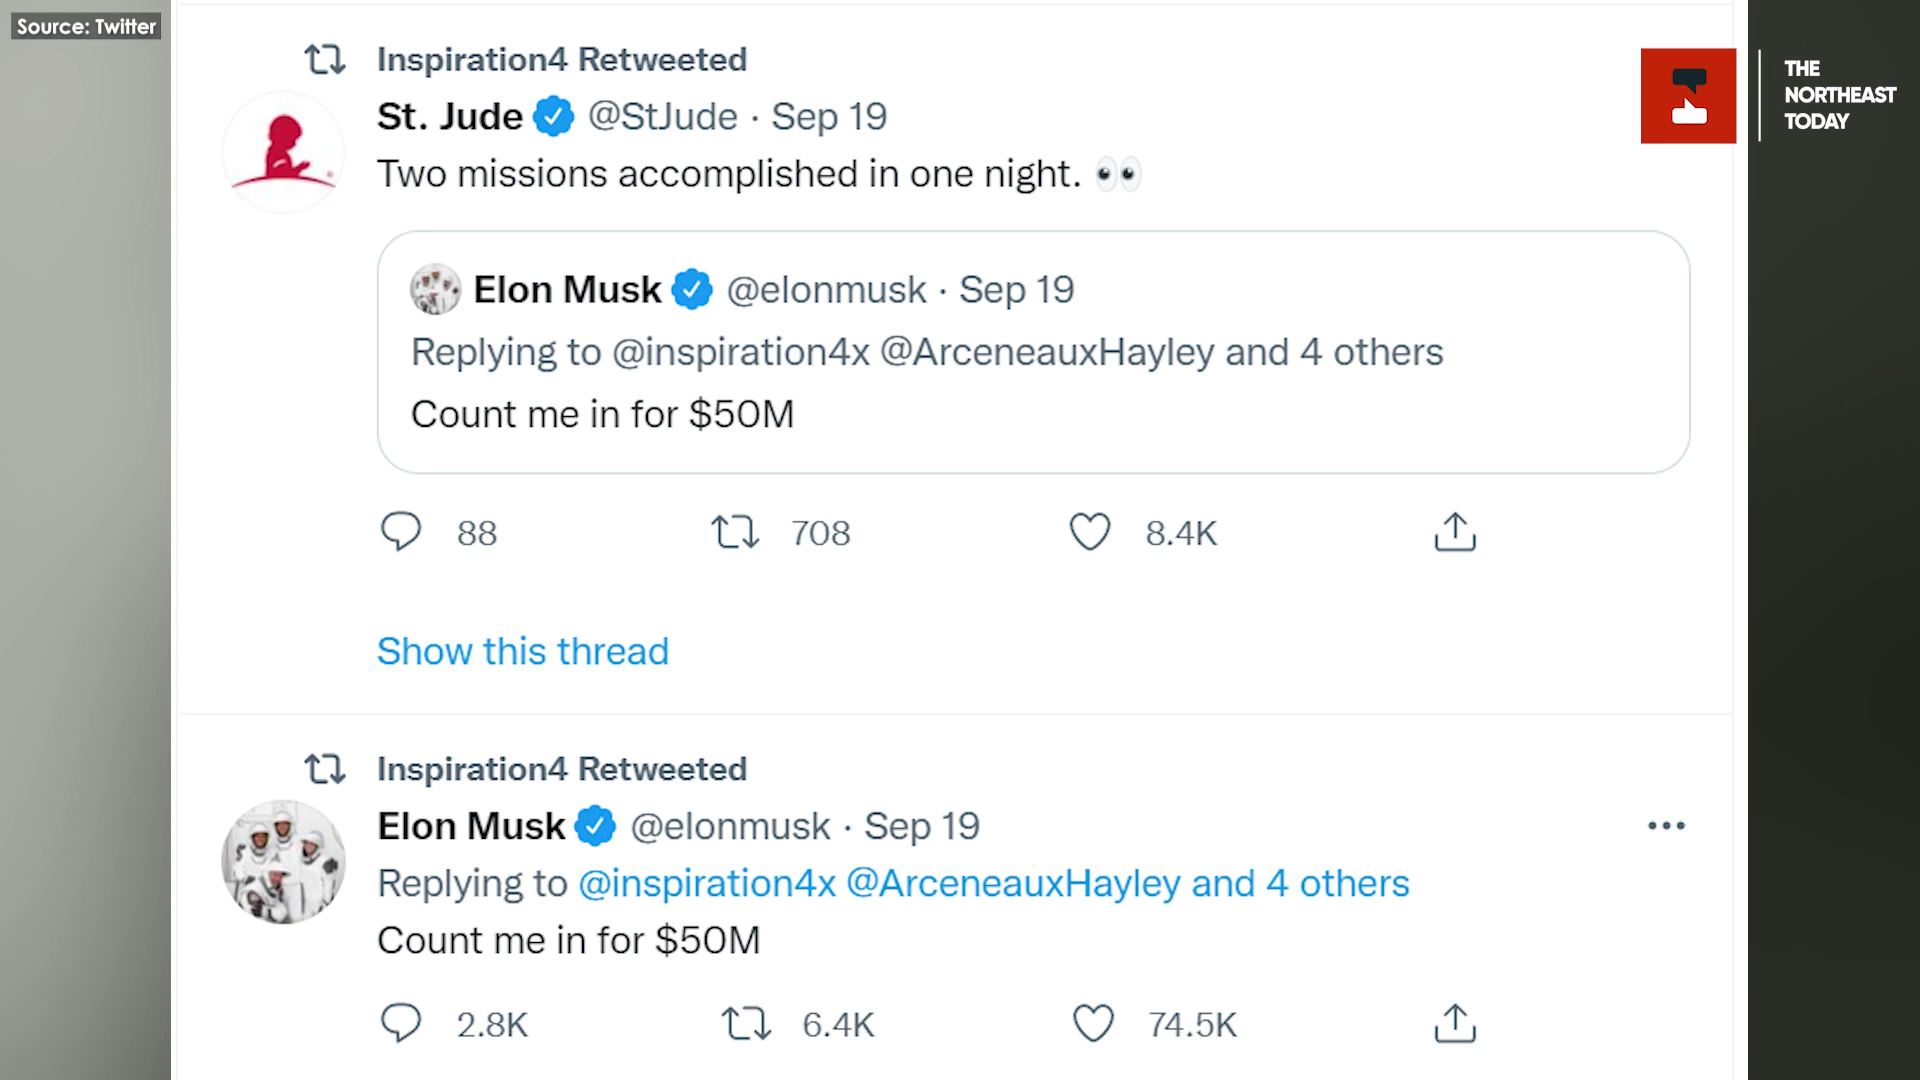 Source: Twitter
THE
NORTHEAST
TODAY
Inspiration4 Retweeted
St. Jude @StJude · Sep 19
Two missions accomplished in one night. 👀
Elon Musk @elonmusk · Sep 19
Replying to @inspiration4x @ArceneauxHayley and 4 others
Count me in for $50M
88 708 8.4K
Show this thread
Inspiration4 Retweeted
Elon Musk @elonmusk · Sep 19
Replying to @inspiration4x @ArceneauxHayley and 4 others
Count me in for $50M
2.8K 6.4K 74.5K